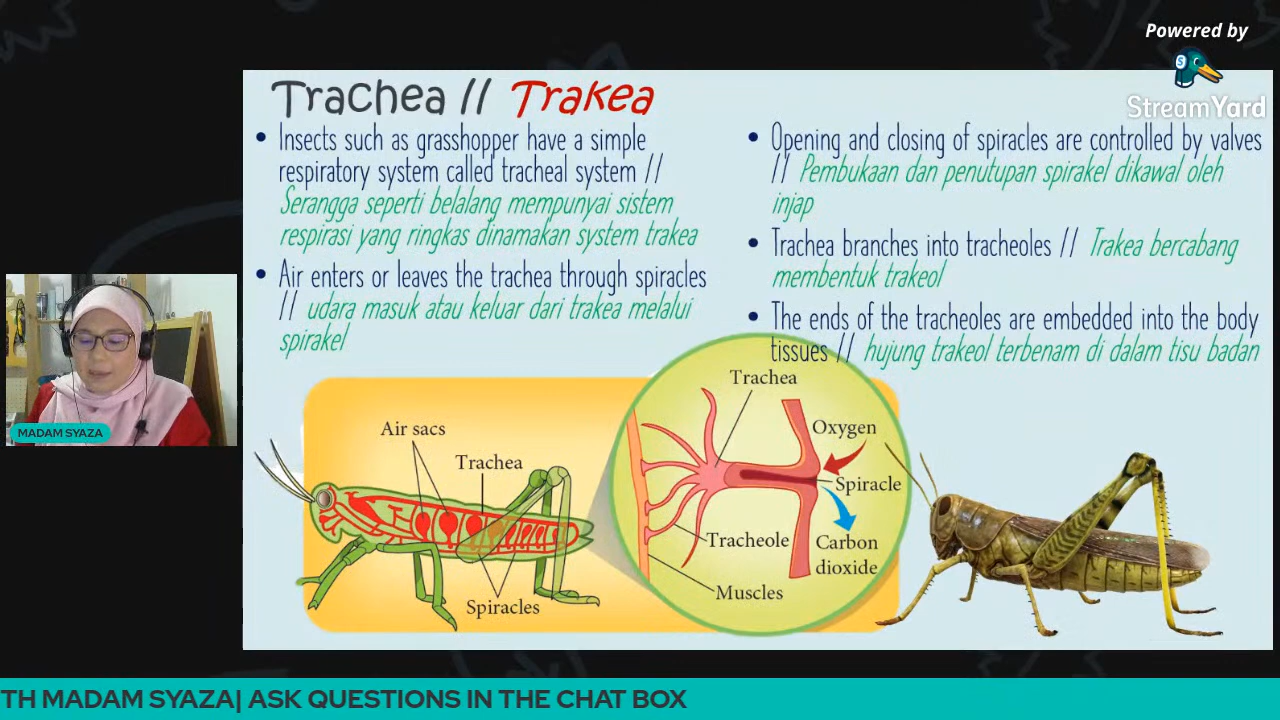 Powered by
StreamYard
Trachea // Trakea
Insects such as grasshopper have a simple
respiratory system called tracheal system //
Serangga seperti belalang mempunyai sistem
respirasi yang ringkas dinamakan system trakea
Air enters or leaves the trachea through spiracles
// udara masuk atau keluar dari trakea melalui
spirakel
Opening and closing of spiracles are controlled by valves
// Pembukaan dan penutupan spirakel dikawal oleh
injap
Trachea branches into tracheoles // Trakea bercabang
membentuk trakeol
The ends of the tracheoles are embedded into the body
tissues // hujung trakeol terbenam di dalam tisu badan
Air sacs
Trachea
Spiracles
Trachea
Oxygen
Spiracle
Tracheole
Carbon
dioxide
Muscles
MADAM SYAZA
TH MADAM SYAZA| ASK QUESTIONS IN THE CHAT BOX